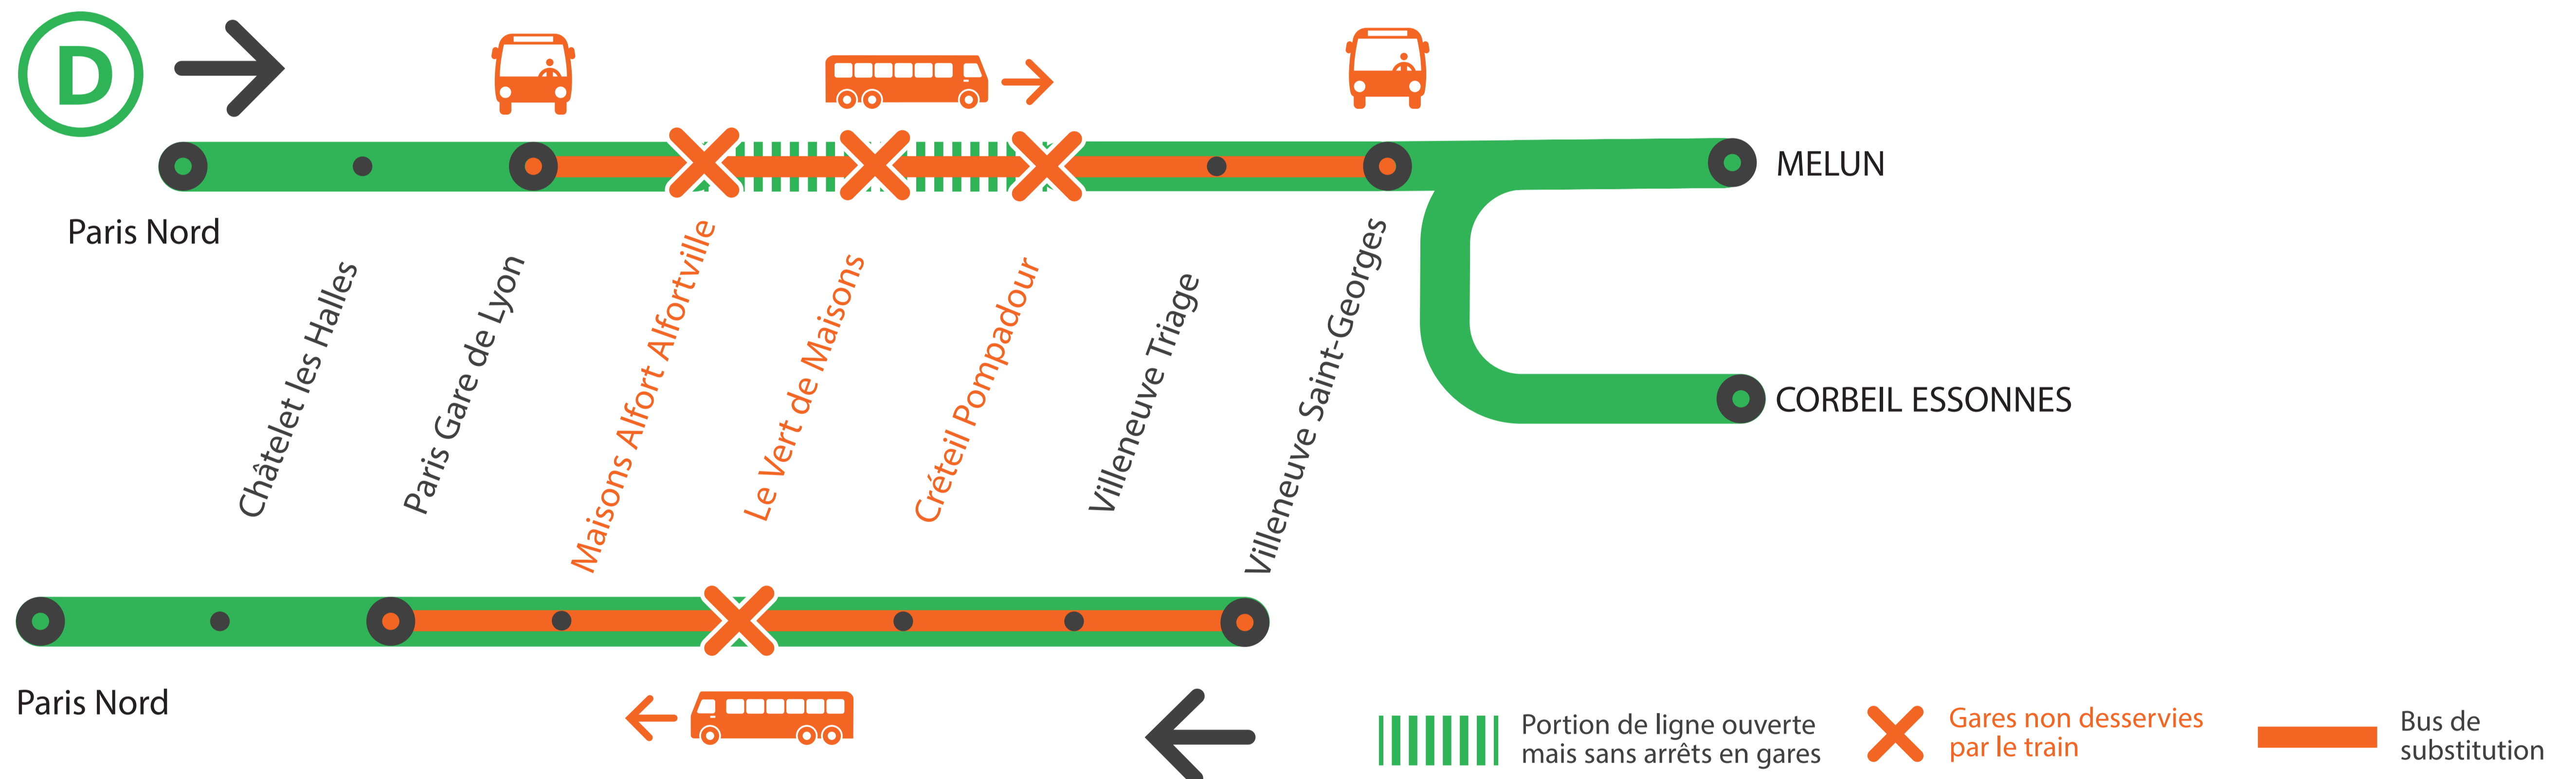 D
MELUN
Paris Nord
Châtelet les Halles
Paris Gare de Lyon
Maisons Alfort Alfortville
Le Vert de Maisons
Créteil Pompadour
Villeneuve Triage
Villeneuve Saint-Georges
CORBEIL ESSONNES
Paris Nord
Portion de ligne ouverte
mais sans arrêts en gares
Gares non desservies
par le train
Bus de
substitution